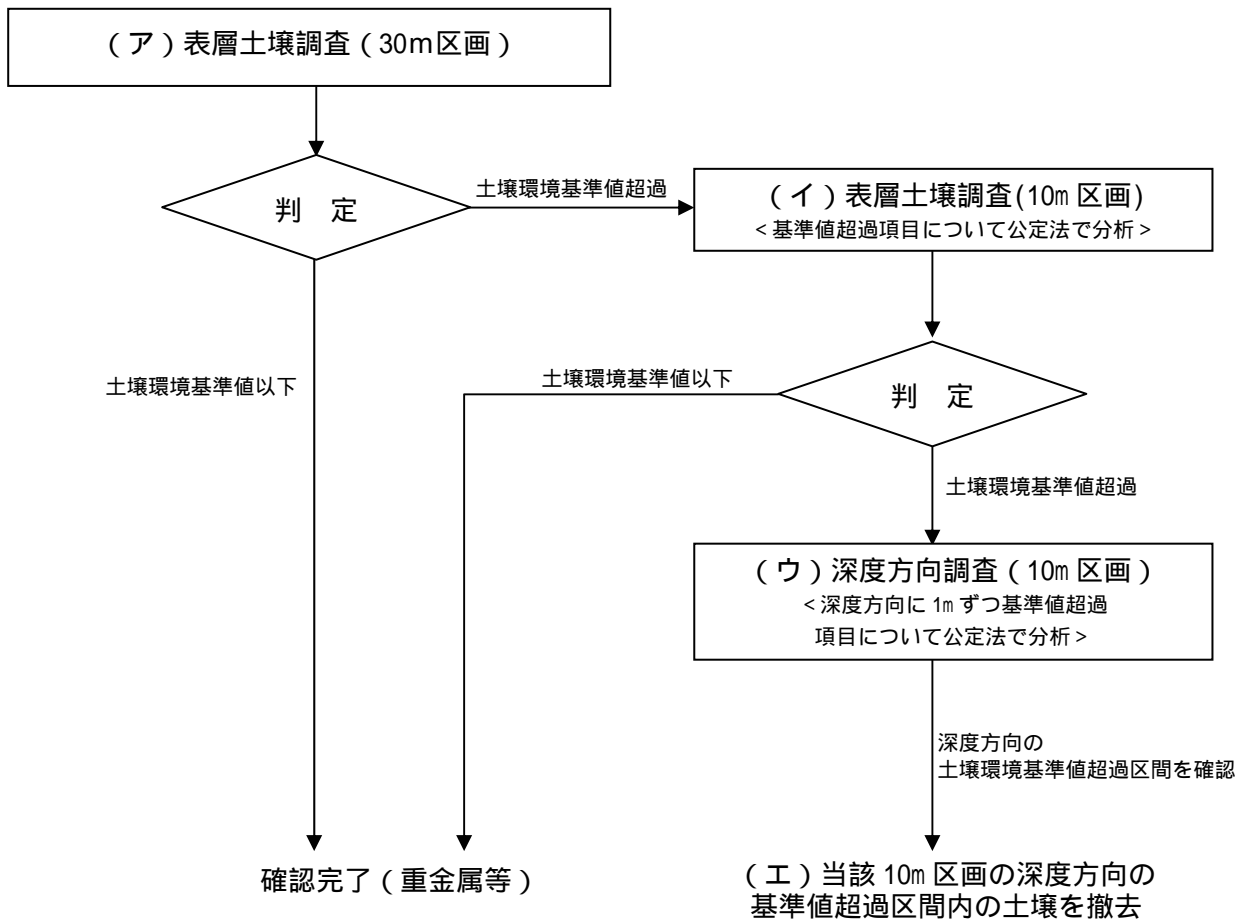 （ア）表層土壌調査（30m区画）
判　定
土壌環境基準値超過
（イ）表層土壌調査(10m 区画)
＜基準値超過項目について公定法で分析＞
土壌環境基準値以下
土壌環境基準値以下
判　定
土壌環境基準値超過
（ウ）深度方向調査（10m 区画）
＜深度方向に 1m ずつ基準値超過
項目について公定法で分析＞
深度方向の
土壌環境基準値超過区間を確認
確認完了（重金属等）
（エ）当該 10m 区画の深度方向の
基準値超過区間内の土壌を撤去